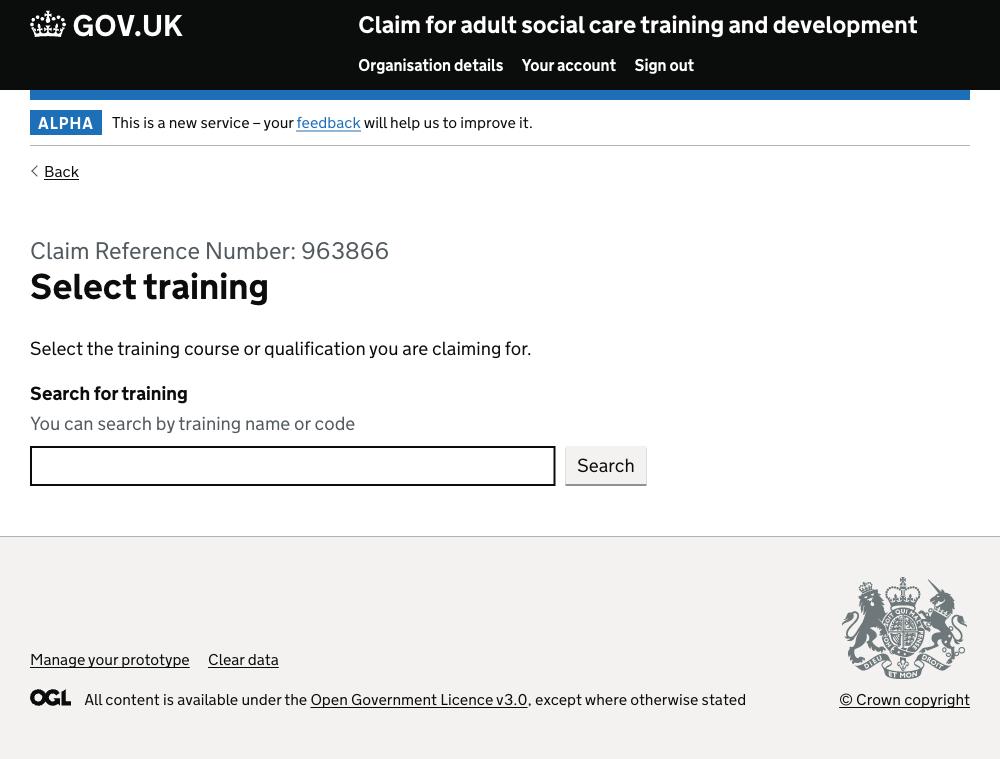 GOV.UK
Claim for adult social care training and development
Organisation details Your account Sign out
ALPHA This is a new service – your feedback will help us to improve it.
Back
Claim Reference Number: 963866
Select training
Select the training course or qualification you are claiming for.
Search for training
You can search by training name or code
Search
Manage your prototype Clear data
OGL All content is available under the Open Government Licence v3.0, except where otherwise stated
© Crown copyright
DIEU ET MON DROIT